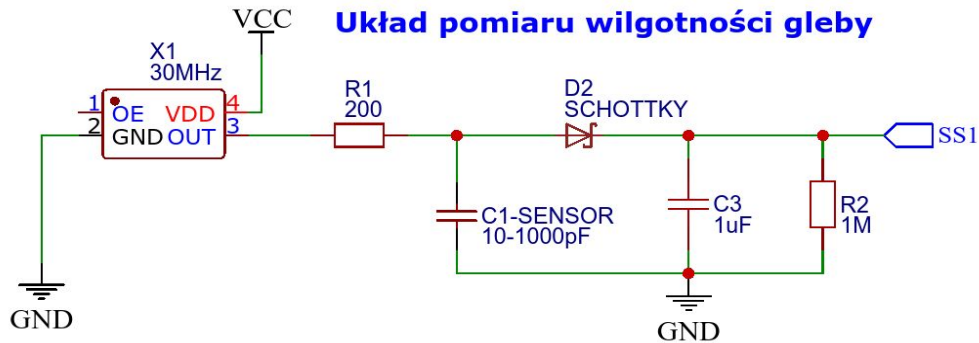 VCC
Układ pomiaru wilgotności gleby
X1
30MHz
1 OE VDD 4
2 GND OUT 3
R1
200
D2
SCHOTTKY
SS1
C1-SENSOR
10-1000pF
C3
1uF
R2
1M
GND
GND